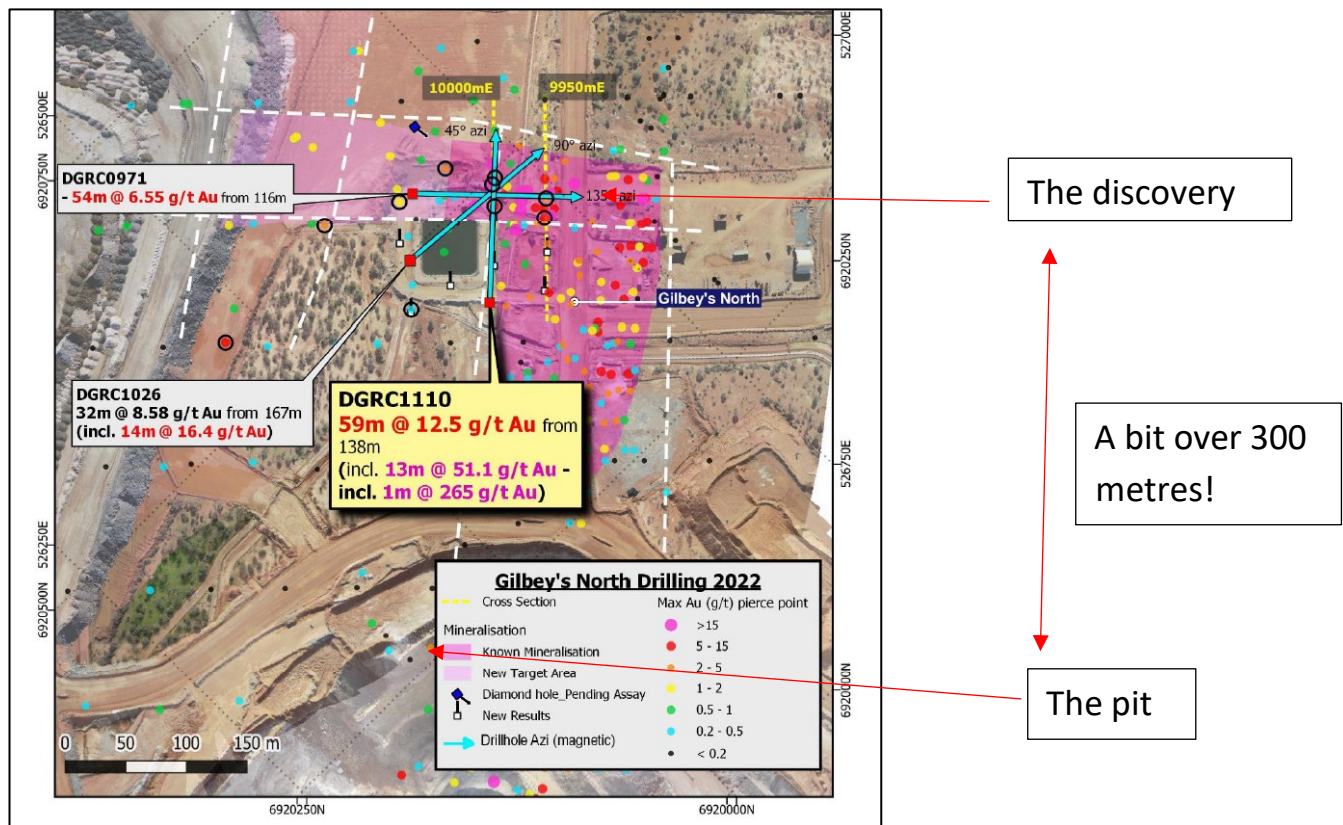 527000E
10000mE
9950mE
526500E
45° azi
90° azi
6920750N
DGRC0971
- 54m @ 6.55 g/t Au from 116m
135° azi
The discovery
6920250N
Gilbey's North
DGRC1026
32m @ 8.58 g/t Au from 167m
(incl. 14m @ 16.4 g/t Au)
DGRC1110
59m @ 12.5 g/t Au from
138m
(incl. 13m @ 51.1 g/t Au -
incl. 1m @ 265 g/t Au)
A bit over 300
metres!
526750E
526250E
6920500N
Gilbey's North Drilling 2022
Cross Section
Mineralisation
Known Mineralisation
New Target Area
Diamond hole_Pending Assay
New Results
Drillhole Azi (magnetic)
Max Au (g/t) pierce point
>15
5 - 15
2 - 5
1 - 2
0.5 - 1
0.2 - 0.5
< 0.2
The pit
6920000N
0 50 100 150 m
6920250N
6920000N